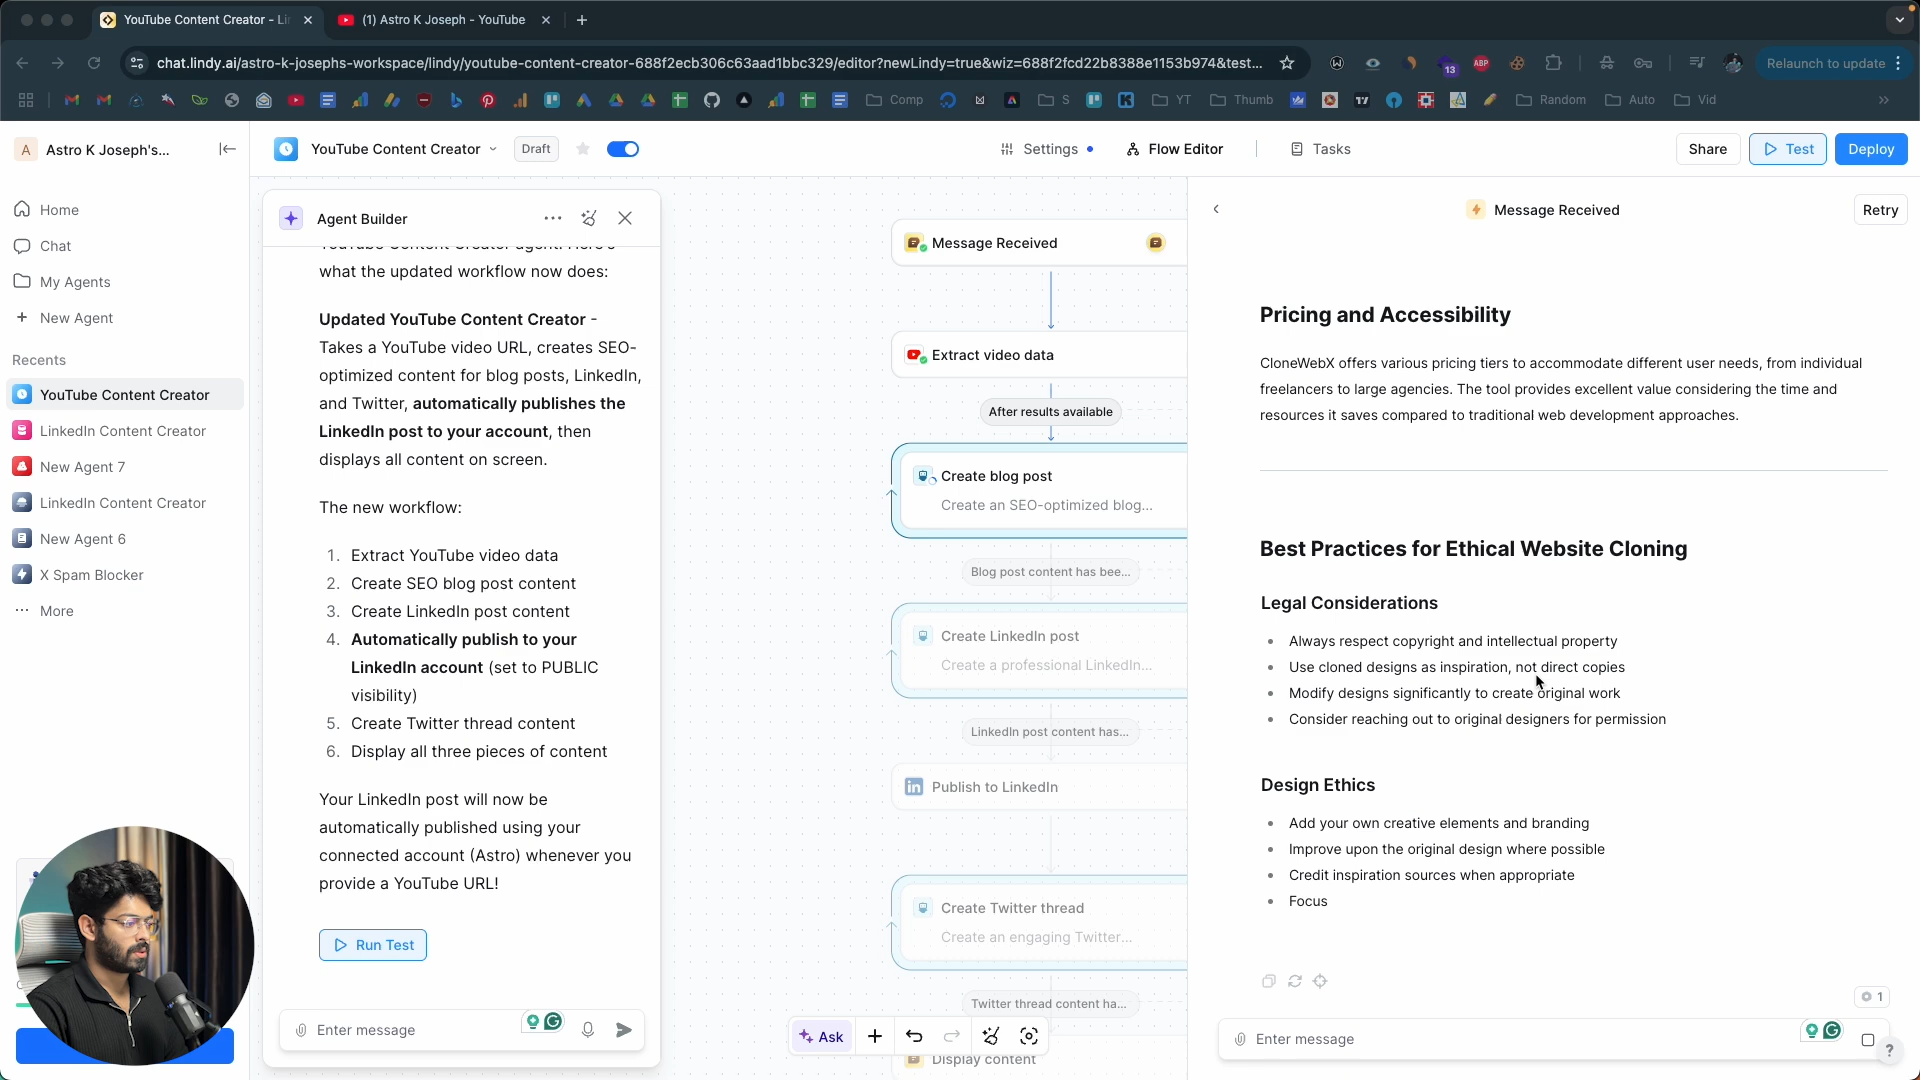 YouTube Content Creator - Li
(1) Astro K Joseph - YouTube
chat.lindy.ai/astro-k-josephs-workspace/lindy/youtube-content-creator-688f2ecb306c63aad1bbc329/editor?newLindy=true&wiz=688f2fcd22b8388e1153b974&test...
13
ABP
Relaunch to update
Comp
S
YT
Thumb
Random
Auto
Vid
A
Astro K Joseph's...
YouTube Content Creator
Draft
Settings
Flow Editor
Tasks
Share
Test
Deploy
Home
Chat
My Agents
New Agent
Recents
YouTube Content Creator
LinkedIn Content Creator
New Agent 7
LinkedIn Content Creator
New Agent 6
X Spam Blocker
More
Agent Builder
YouTube Content Creator agent. Here's
what the updated workflow now does:
Updated YouTube Content Creator -
Takes a YouTube video URL, creates SEO-
optimized content for blog posts, LinkedIn,
and Twitter, automatically publishes the
LinkedIn post to your account, then
displays all content on screen.
The new workflow:
1. Extract YouTube video data
2. Create SEO blog post content
3. Create LinkedIn post content
4. Automatically publish to your
LinkedIn account (set to PUBLIC
visibility)
5. Create Twitter thread content
6. Display all three pieces of content
Your LinkedIn post will now be
automatically published using your
connected account (Astro) whenever you
provide a YouTube URL!
Run Test
Enter message
Message Received
Extract video data
After results available
Create blog post
Create an SEO-optimized blog...
Blog post content has bee...
Create LinkedIn post
Create a professional LinkedIn...
LinkedIn post content has...
Publish to LinkedIn
Create Twitter thread
Create an engaging Twitter...
Twitter thread content ha...
Ask
Display content
Message Received
Retry
Pricing and Accessibility
CloneWebX offers various pricing tiers to accommodate different user needs, from individual
freelancers to large agencies. The tool provides excellent value considering the time and
resources it saves compared to traditional web development approaches.
Best Practices for Ethical Website Cloning
Legal Considerations
Always respect copyright and intellectual property
Use cloned designs as inspiration, not direct copies
Modify designs significantly to create original work
Consider reaching out to original designers for permission
Design Ethics
Add your own creative elements and branding
Improve upon the original design where possible
Credit inspiration sources when appropriate
Focus
1
Enter message
?